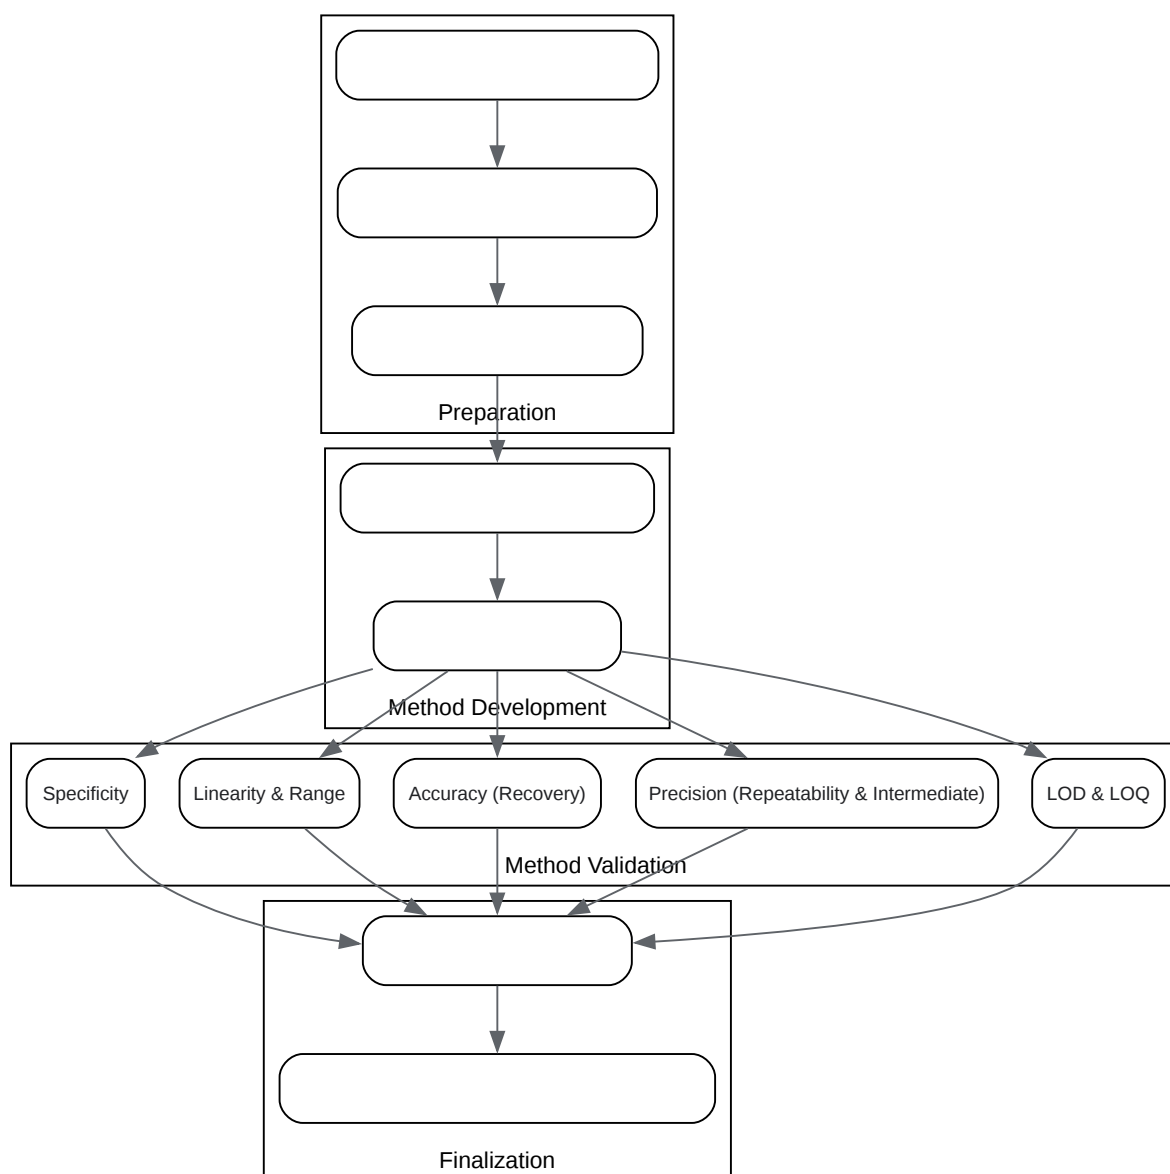 Preparation
Method Development
Specificity
Linearity & Range
Accuracy (Recovery)
Precision (Repeatability & Intermediate)
LOD & LOQ
Method Validation
Finalization